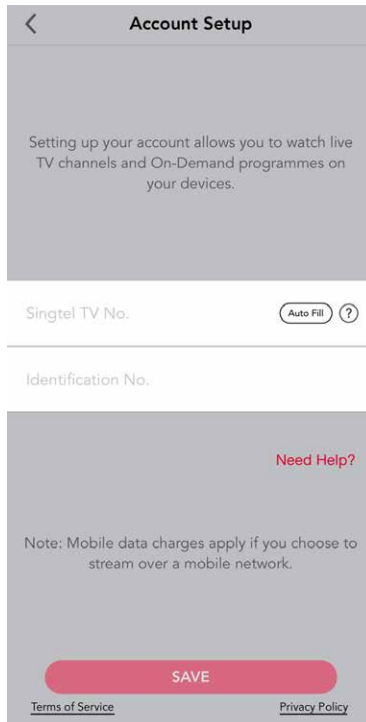 Account Setup
Setting up your account allows you to watch live
TV channels and On-Demand programmes on
your devices.
Singtel TV No.
Auto Fill
?
Identification No.
Need Help?
Note: Mobile data charges apply if you choose to
stream over a mobile network.
SAVE
Terms of Service
Privacy Policy